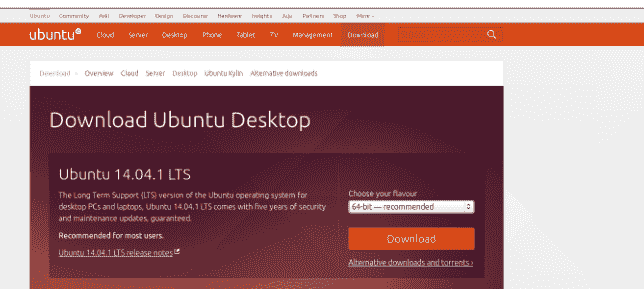 Ubuntu Community Ask! Developer Design Discourse Hardware Insights Juju Partners Shop More
ubuntu Cloud Server Desktop Phone Tablet TV Management Download
Download › Overview Cloud Server Desktop Ubuntu Kylin Alternative downloads
Download Ubuntu Desktop
Ubuntu 14.04.1 LTS
The Long Term Support (LTS) version of the Ubuntu operating system for
desktop PCs and laptops, Ubuntu 14.04.1 LTS comes with five years of security
and maintenance updates, guaranteed.
Recommended for most users.
Ubuntu 14.04.1 LTS release notes
Choose your flavour
64-bit — recommended
Download
Alternative downloads and torrents ›